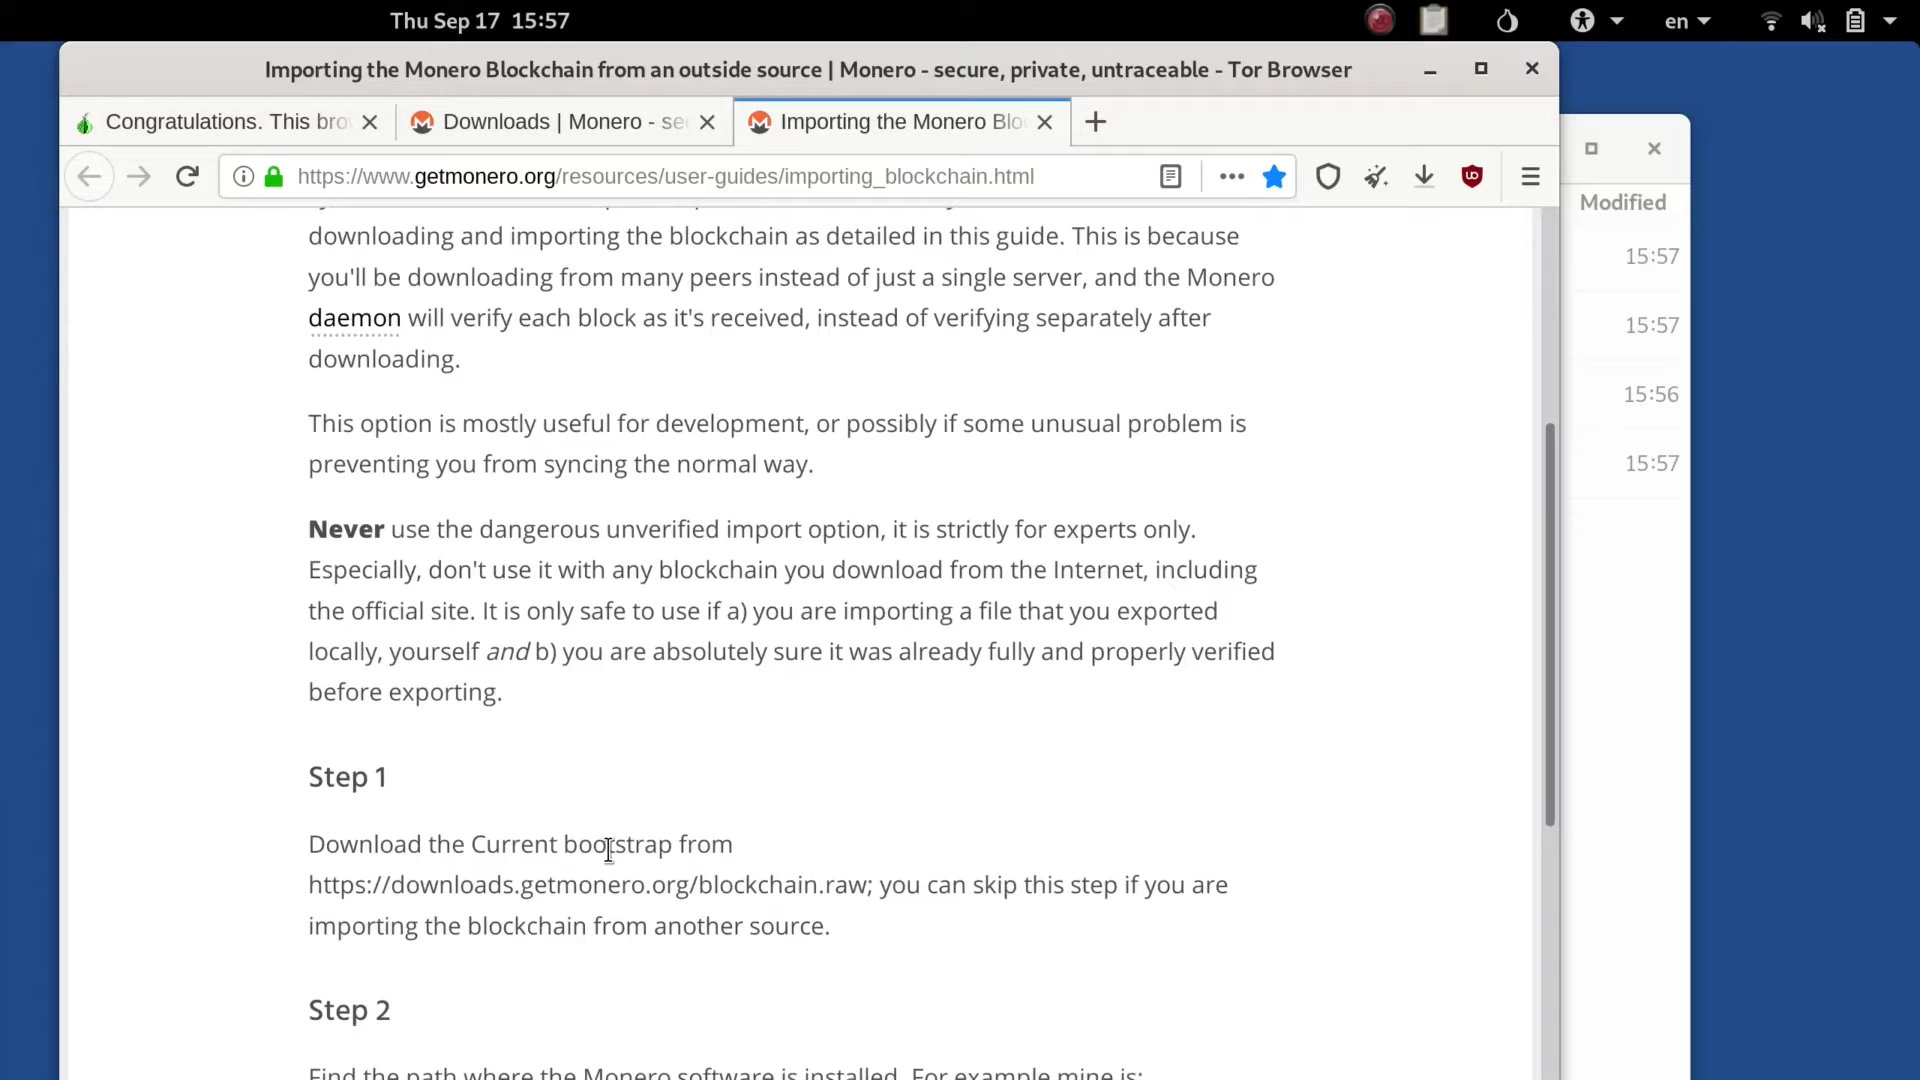 Thu Sep 17 15:57
en
Importing the Monero Blockchain from an outside source | Monero - secure, private, untraceable - Tor Browser
Congratulations. This bro
Downloads | Monero - se
Importing the Monero Blo
https://www.getmonero.org/resources/user-guides/importing_blockchain.html
Modified
15:57
15:57
15:56
15:57
downloading and importing the blockchain as detailed in this guide. This is because
you'll be downloading from many peers instead of just a single server, and the Monero
daemon will verify each block as it's received, instead of verifying separately after
downloading.
This option is mostly useful for development, or possibly if some unusual problem is
preventing you from syncing the normal way.
Never use the dangerous unverified import option, it is strictly for experts only.
Especially, don't use it with any blockchain you download from the Internet, including
the official site. It is only safe to use if a) you are importing a file that you exported
locally, yourself and b) you are absolutely sure it was already fully and properly verified
before exporting.
Step 1
Download the Current bootstrap from
https://downloads.getmonero.org/blockchain.raw; you can skip this step if you are
importing the blockchain from another source.
Step 2
Find the path where the Monero software is installed. For example mine is: